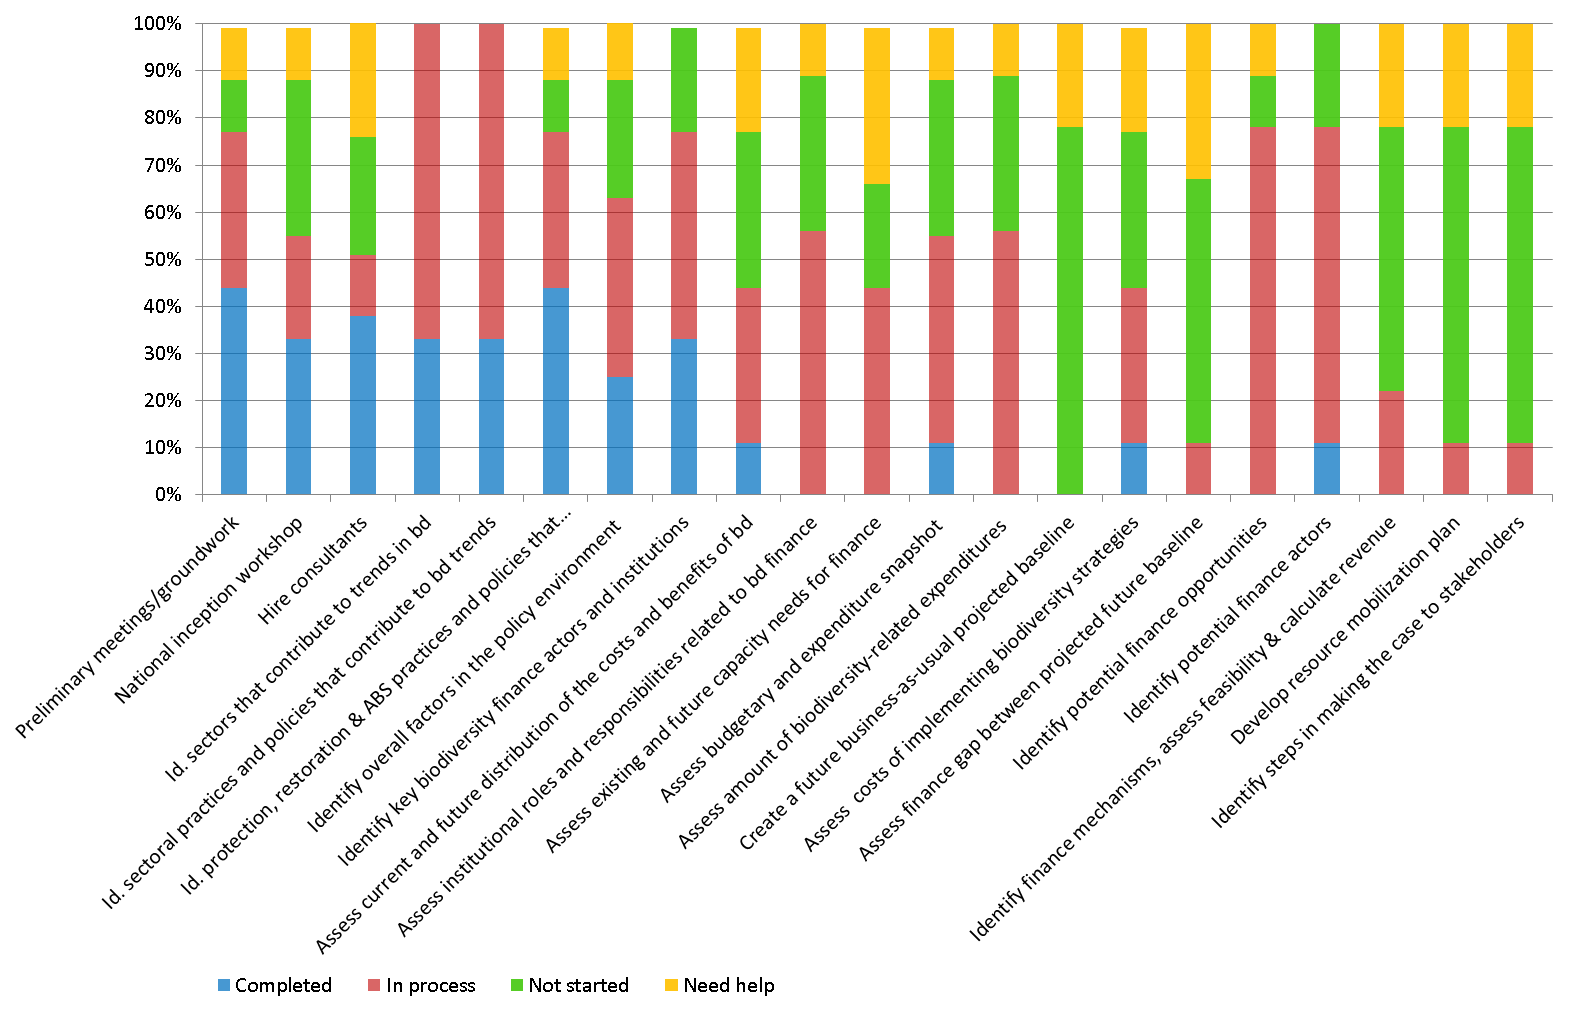 100%
90%
80%
70%
60%
50%
40%
30%
20%
10%
0%
Preliminary meetings/groundwork
National inception workshop
Hire consultants
Id. sectors that contribute to trends in bd
Id. sectoral practices and policies that contribute to bd trends
Id. protection, restoration & ABS practices and policies that...
Identify overall factors in the policy environment
Identify key biodiversity finance actors and institutions
Assess current and future distribution of the costs and benefits of bd
Assess institutional roles and responsibilities related to bd finance
Assess existing and future capacity needs for finance
Assess budgetary and expenditure snapshot
Assess amount of biodiversity-related expenditures
Create a future business-as-usual projected baseline
Assess  costs of implementing biodiversity strategies
Assess finance gap between projected future baseline
Identify potential finance opportunities
Identify potential finance actors
Identify finance mechanisms, assess feasibility & calculate revenue
Develop resource mobilization plan
Identify steps in making the case to stakeholders
Completed In process Not started Need help